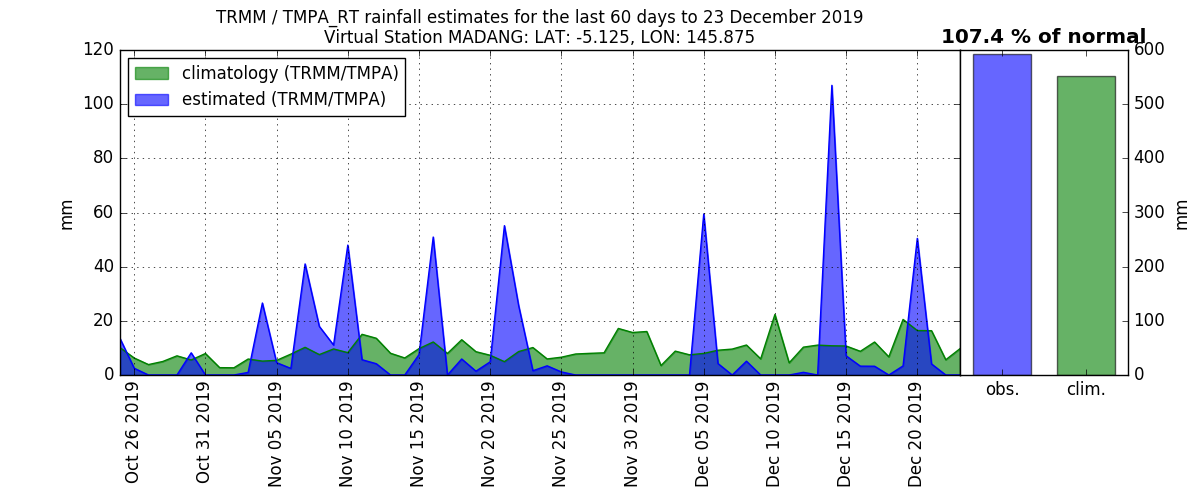 TRMM / TMPA_RT rainfall estimates for the last 60 days to 23 December 2019
Virtual Station MADANG: LAT: -5.125, LON: 145.875
107.4 % of normal
climatology (TRMM/TMPA)
estimated (TRMM/TMPA)
120
100
80
60
40
20
0
mm
600
500
400
300
200
100
0
mm
Oct 26 2019
Oct 31 2019
Nov 05 2019
Nov 10 2019
Nov 15 2019
Nov 20 2019
Nov 25 2019
Nov 30 2019
Dec 05 2019
Dec 10 2019
Dec 15 2019
Dec 20 2019
obs.
clim.